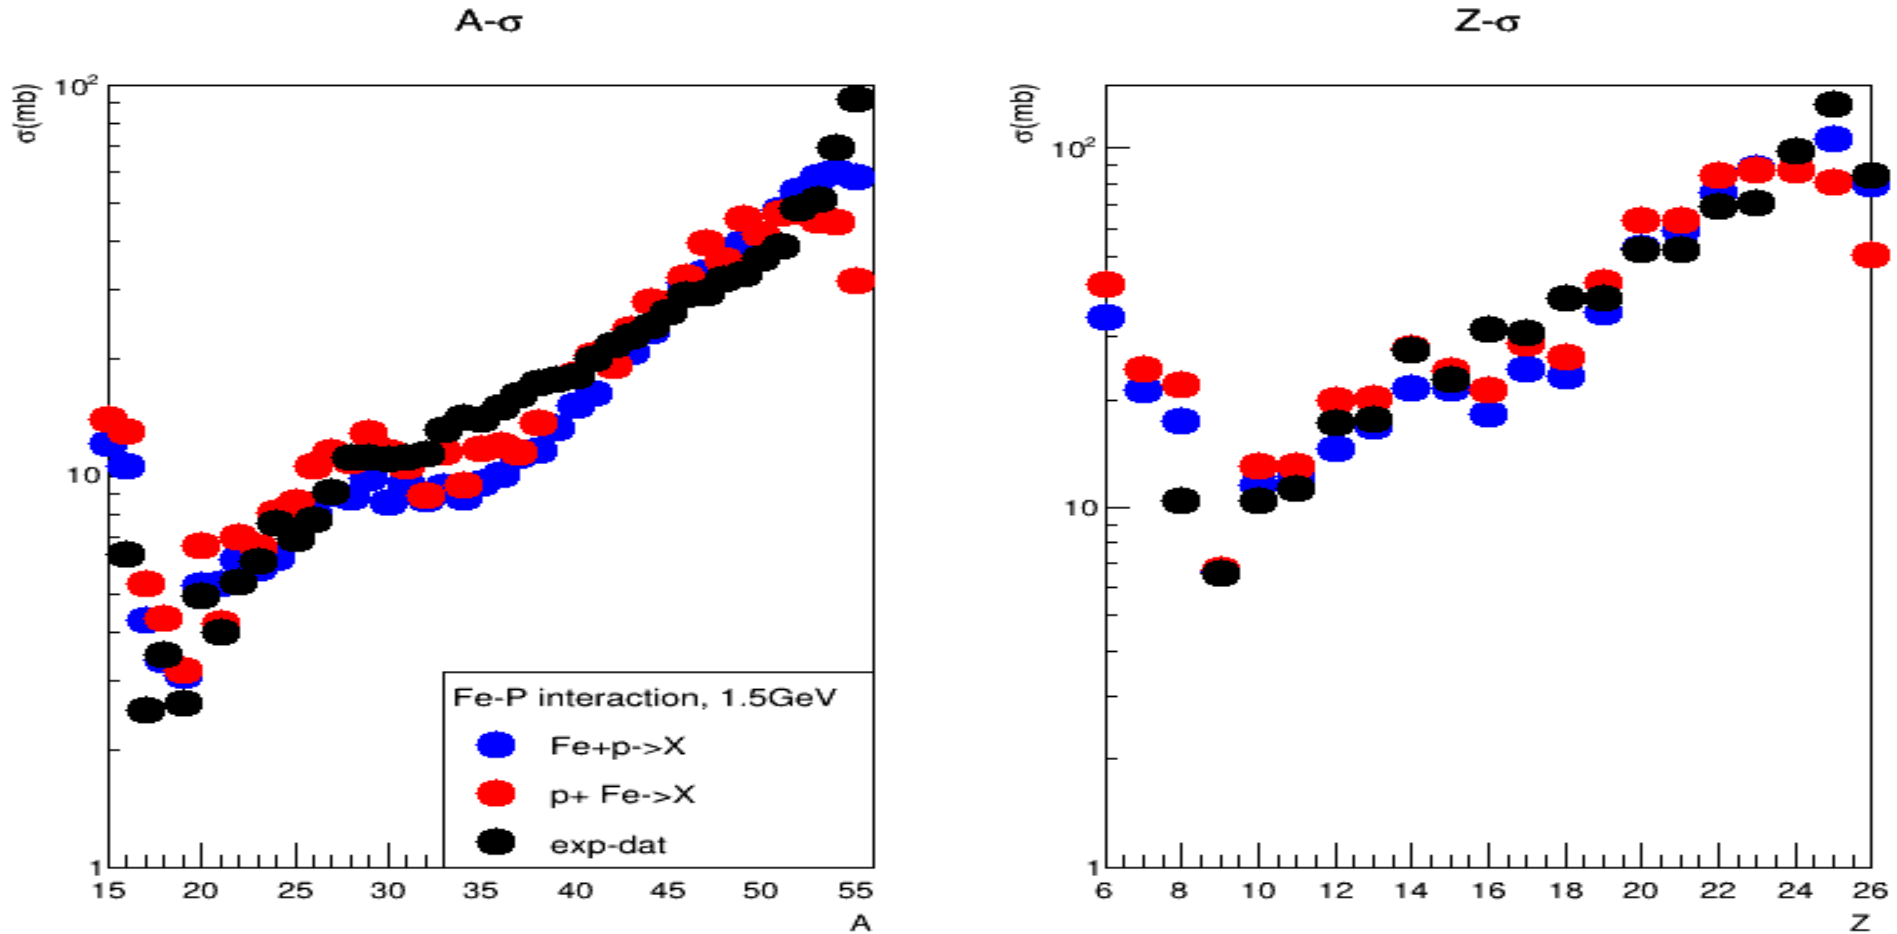 A-σ
σ(mb)
10²
10
1
15 20 25 30 35 40 45 50 55
A
Fe-P interaction, 1.5GeV
Fe+p->X
p+ Fe->X
exp-dat
Z-σ
σ(mb)
10²
10
1
6 8 10 12 14 16 18 20 22 24 26
Z